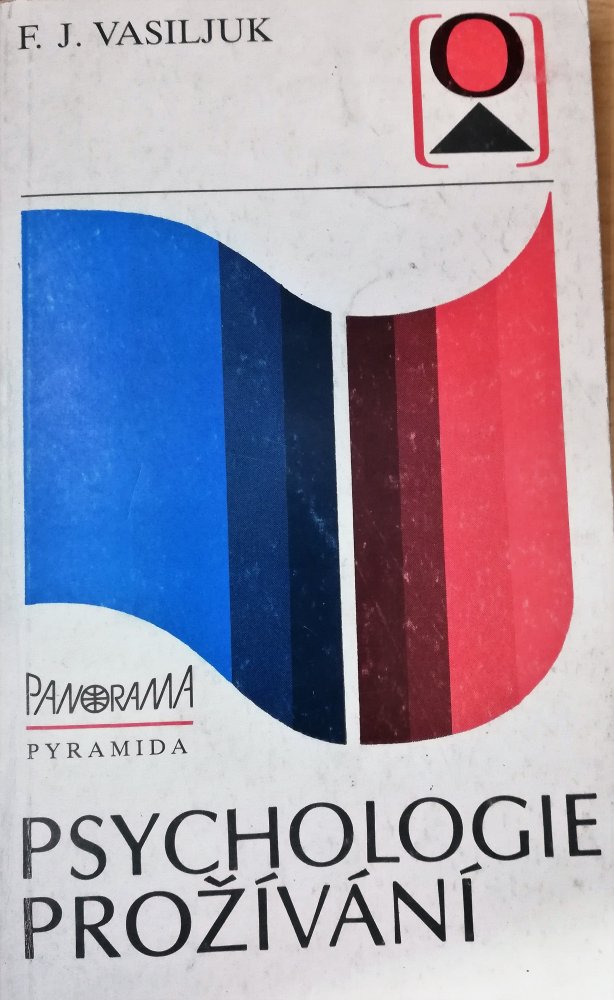 F. J. VASILJUK
PANORAMA
PYRAMIDA
PSYCHOLOGIE
PROŽÍVÁNÍ